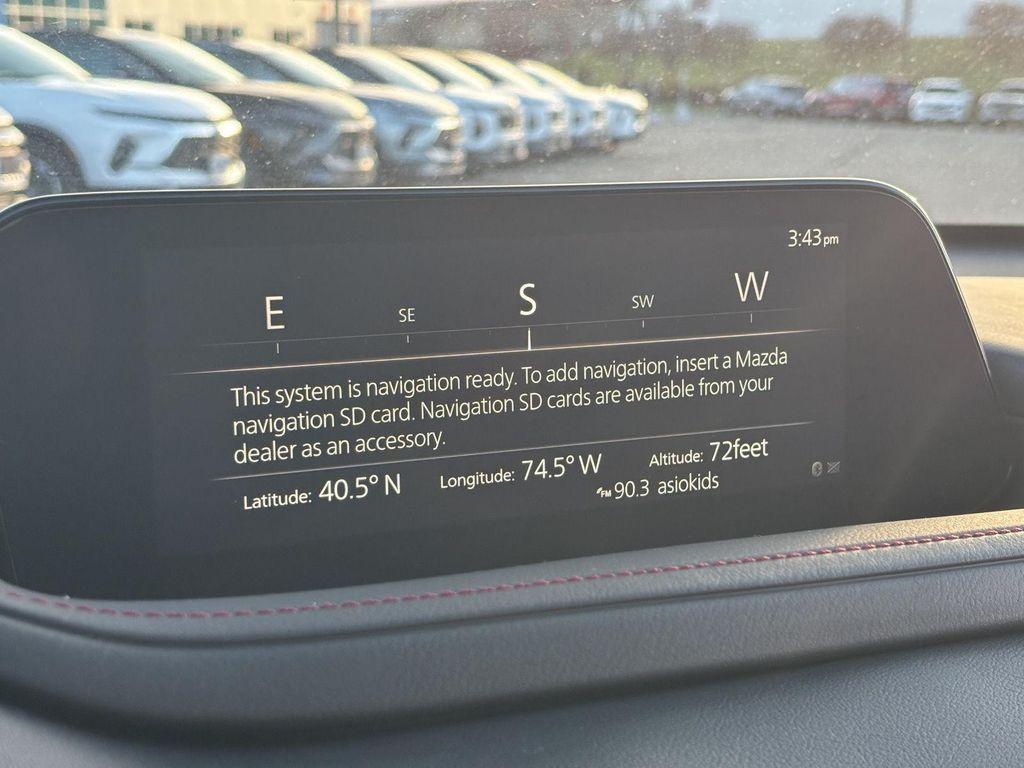 3:43pm
E SE S SW W
This system is navigation ready. To add navigation, insert a Mazda
navigation SD card. Navigation SD cards are available from your
dealer as an accessory.
Latitude: 40.5° N Longitude: 74.5° W Altitude: 72feet
FM 90.3 asiokids